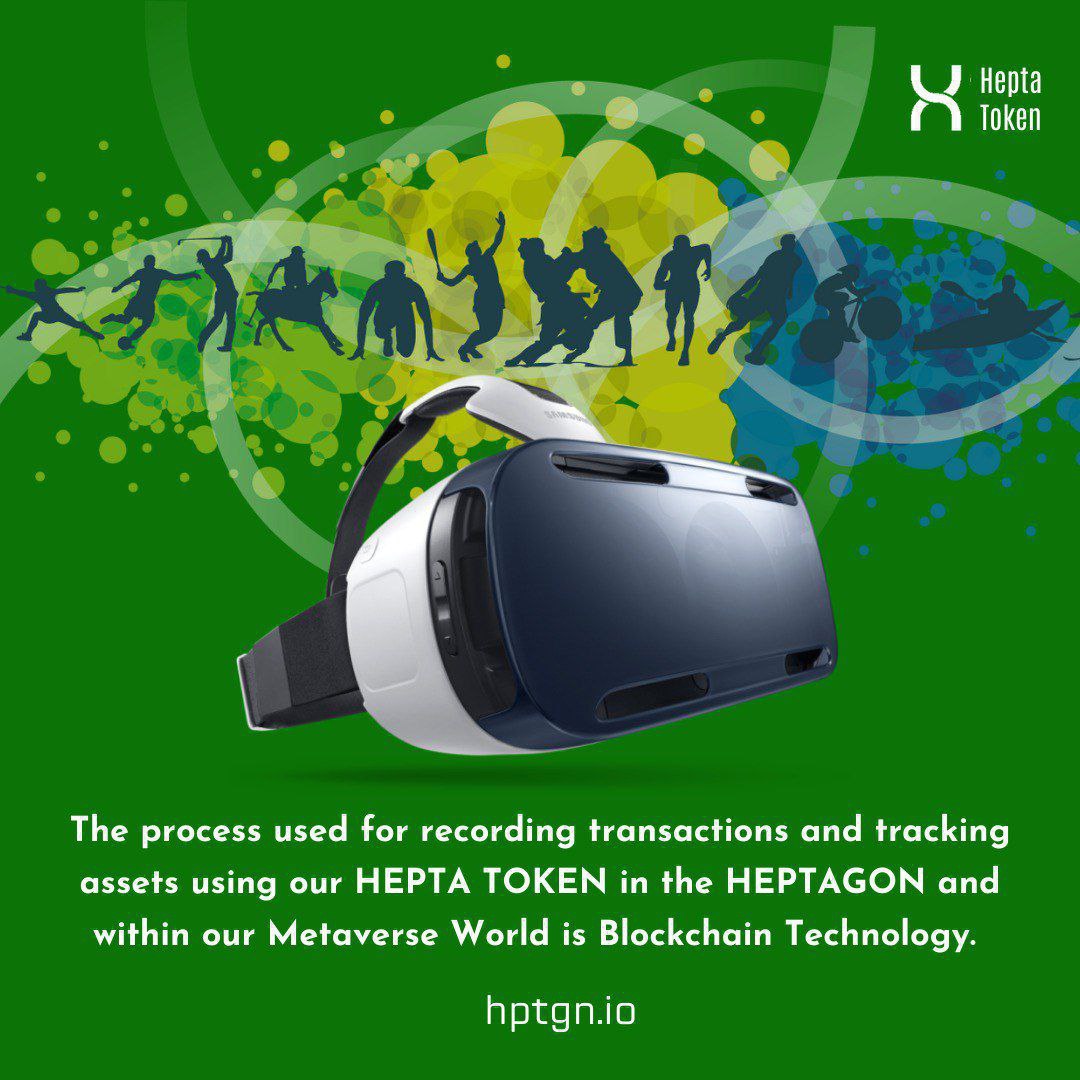 Hepta
Token
SAMSUNG
The process used for recording transactions and tracking
assets using our HEPTA TOKEN in the HEPTAGON and
within our Metaverse World is Blockchain Technology.
hptgn.io